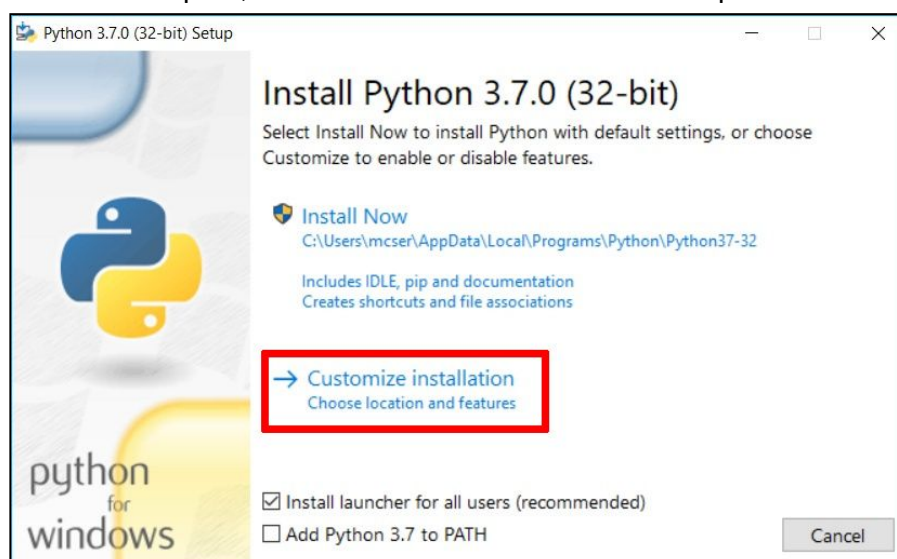 Python 3.7.0 (32-bit) Setup
Install Python 3.7.0 (32-bit)
Select Install Now to install Python with default settings, or choose
Customize to enable or disable features.
Install Now
C:\Users\mcser\AppData\Local\Programs\Python\Python37-32
Includes IDLE, pip and documentation
Creates shortcuts and file associations
→ Customize installation
Choose location and features
python
for
windows
Install launcher for all users (recommended)
Add Python 3.7 to PATH
Cancel